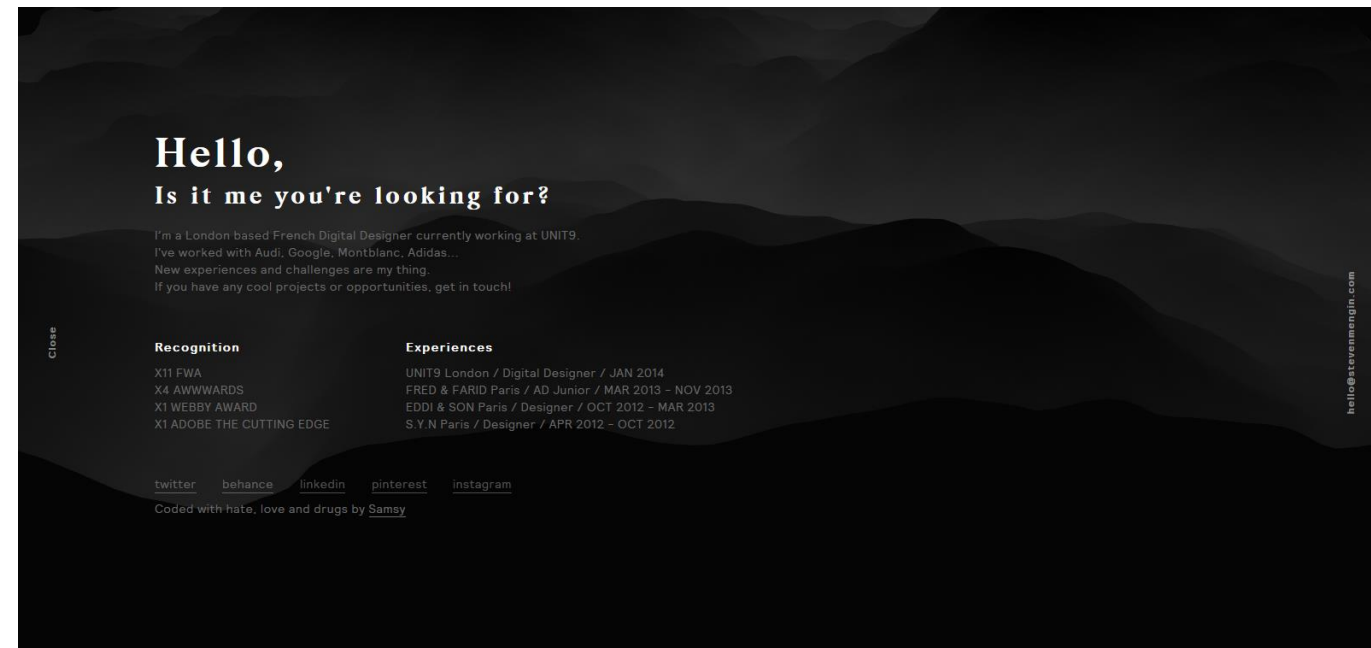 Hello,
Is it me you're looking for?
I'm a London based French Digital Designer currently working at UNIT9.
I've worked with Audi, Google, Montblanc, Adidas...
New experiences and challenges are my thing.
If you have any cool projects or opportunities, get in touch!
Close
hello@stevenmengin.com
Recognition
X11 FWA
X4 AWWWARDS
X1 WEBBY AWARD
X1 ADOBE THE CUTTING EDGE
Experiences
UNIT9 London / Digital Designer / JAN 2014
FRED & FARID Paris / AD Junior / MAR 2013 - NOV 2013
EDDI & SON Paris / Designer / OCT 2012 - MAR 2013
S.Y.N Paris / Designer / APR 2012 - OCT 2012
twitter behance linkedin pinterest instagram
Coded with hate, love and drugs by Samsy